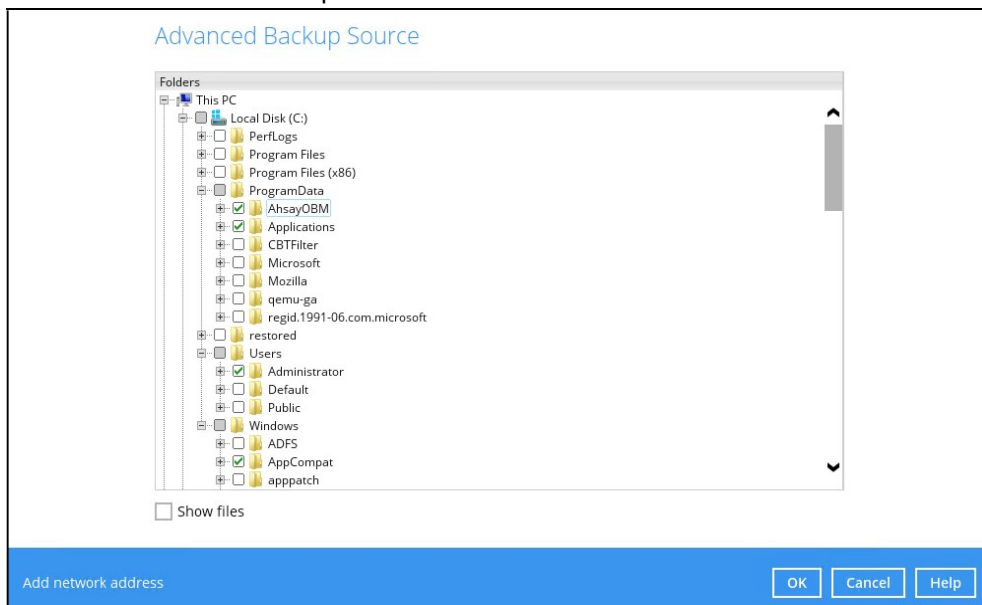 Advanced Backup Source
Folders
This PC
Local Disk (C:)
PerfLogs
Program Files
Program Files (x86)
ProgramData
AhsayOBM
Applications
CBTFilter
Microsoft
Mozilla
qemu-ga
regid.1991-06.com.microsoft
restored
Users
Administrator
Default
Public
Windows
ADFS
AppCompat
apppatch
Show files
Add network address OK Cancel Help